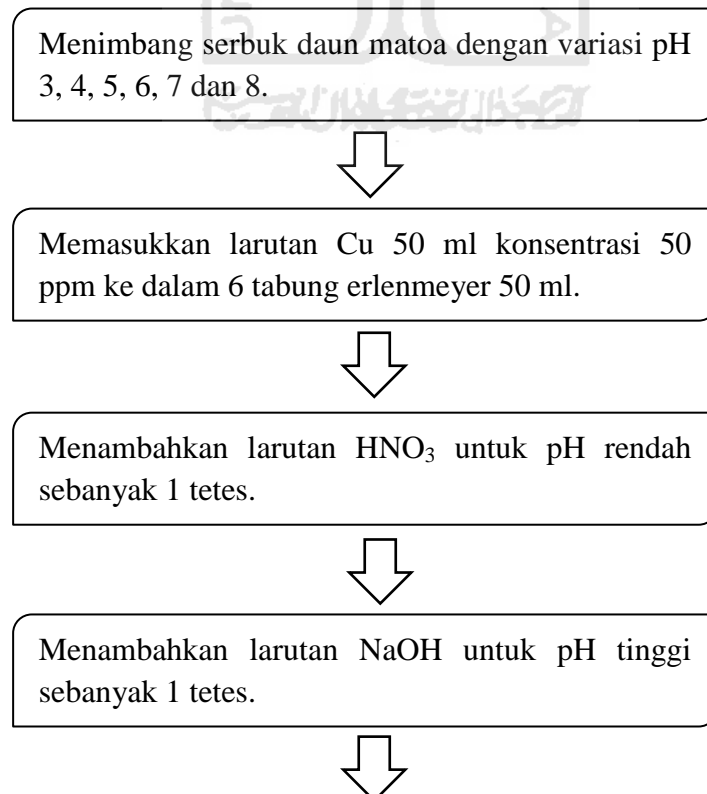 Menimbang serbuk daun matoa dengan variasi pH
3, 4, 5, 6, 7 dan 8.
Memasukkan larutan Cu 50 ml konsentrasi 50
ppm ke dalam 6 tabung erlenmeyer 50 ml.
Menambahkan larutan HNO₃ untuk pH rendah
sebanyak 1 tetes.
Menambahkan larutan NaOH untuk pH tinggi
sebanyak 1 tetes.